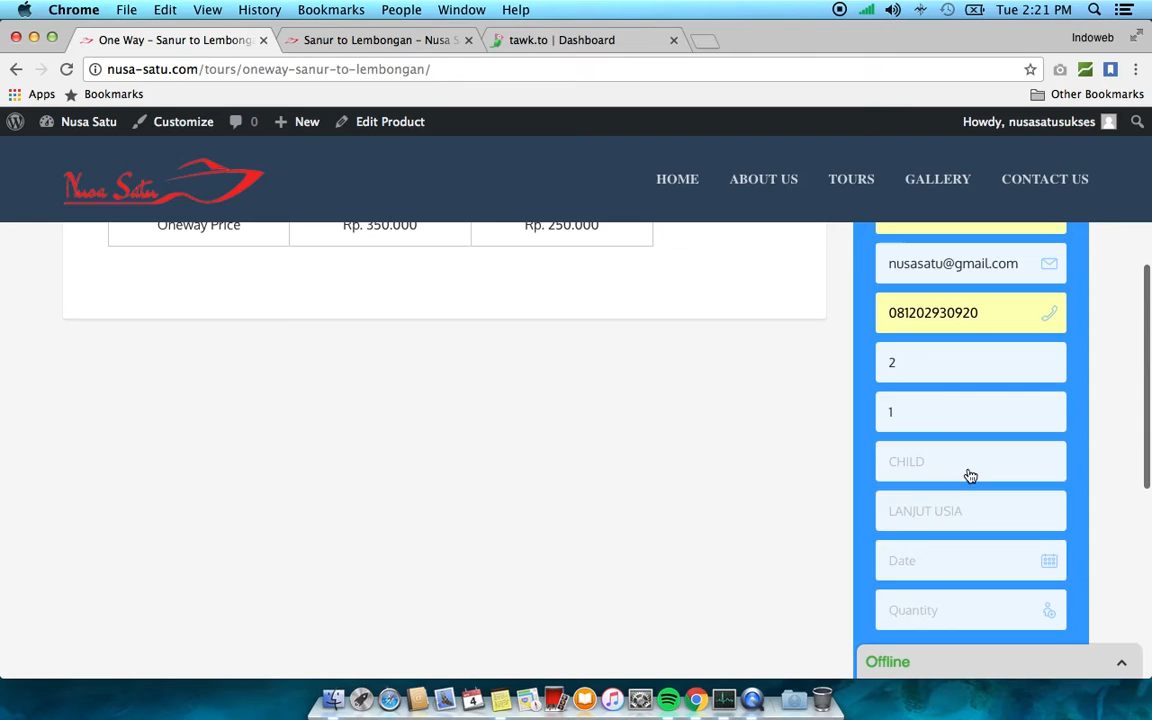 Chrome File Edit View History Bookmarks People Window Help Tue 2:21 PM
One Way - Sanur to Lembong
Sanur to Lembongan - Nusa S
tawk.to | Dashboard
Indoweb
nusa-satu.com/tours/oneway-sanur-to-lembongan/
Apps Bookmarks Other Bookmarks
Nusa Satu Customize 0 New Edit Product Howdy, nusasatusukses
Nusa Satu
HOME ABOUT US TOURS GALLERY CONTACT US
Oneway Price Rp. 350.000 Rp. 250.000
nusasatu@gmail.com
081202930920
2
1
CHILD
LANJUT USIA
Date
Quantity
Offline
4